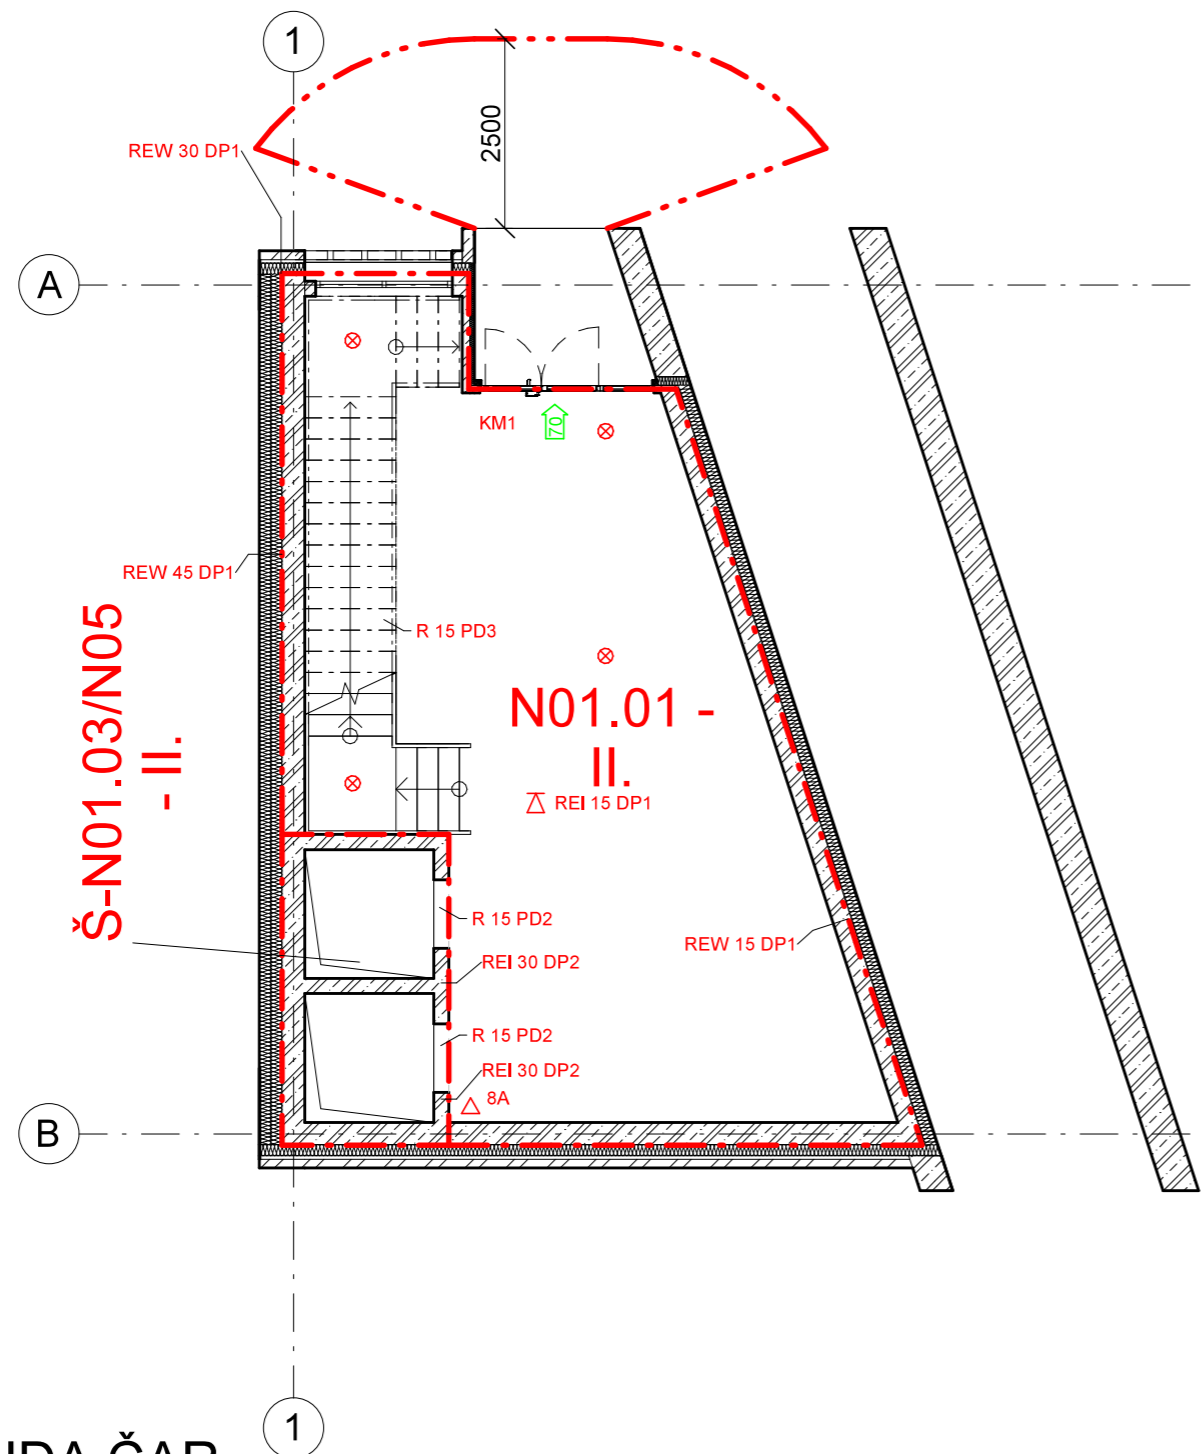 1
2500
REW 30 DP1
A
KM1
70
REW 45 DP1
R 15 PD3
Š-N01.03/N05
- II.
N01.01 -
II.
REI 15 DP1
R 15 PD2
REW 15 DP1
REI 30 DP2
R 15 PD2
REI 30 DP2
8A
B
1
ČAR